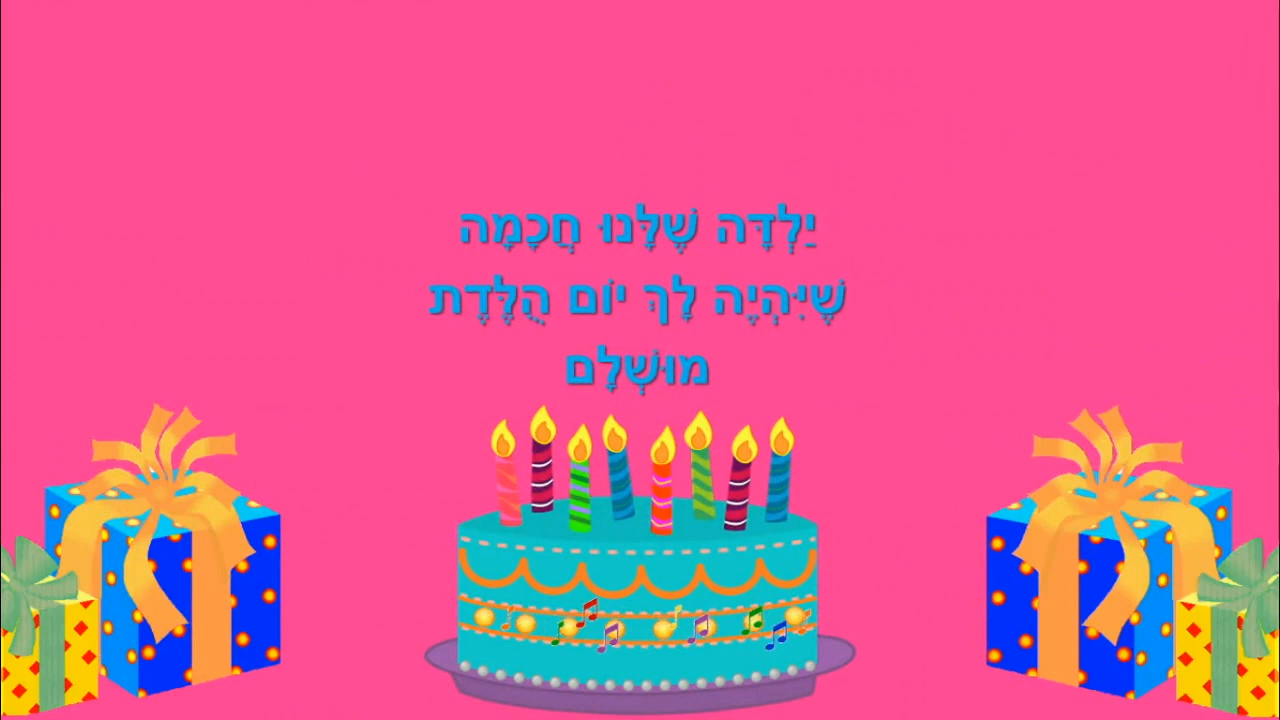 יַלְדָּה שֶׁלָּנוּ חֲכָמָה
שֶׁיִּהְיֶה לָךְ יוֹם הֻלֶּדֶת
מוּשְׁלָם